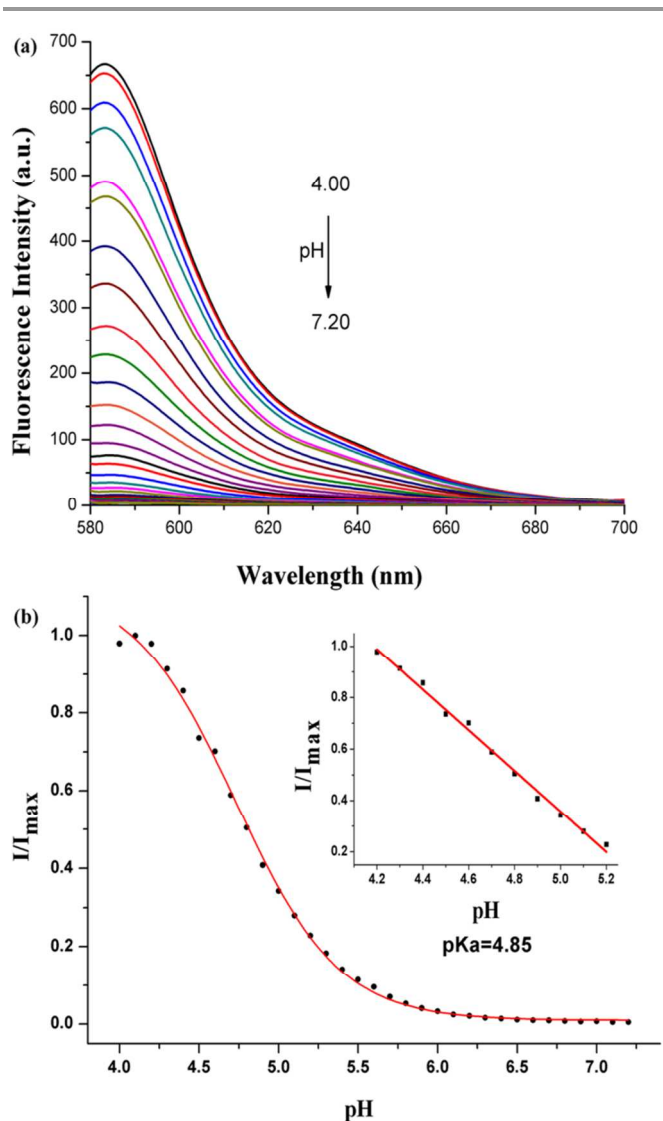 (a)
700
600
500
400
300
200
100
0
Fluorescence Intensity (a.u.)
4.00
pH
7.20
580 600 620 640 660 680 700
Wavelength (nm)
(b)
1.0
0.8
0.6
0.4
0.2
0.0
I/Imax
1.0
0.8
0.6
0.4
0.2
I/Imax
4.2 4.4 4.6 4.8 5.0 5.2
pH
pKa=4.85
4.0 4.5 5.0 5.5 6.0 6.5 7.0
pH